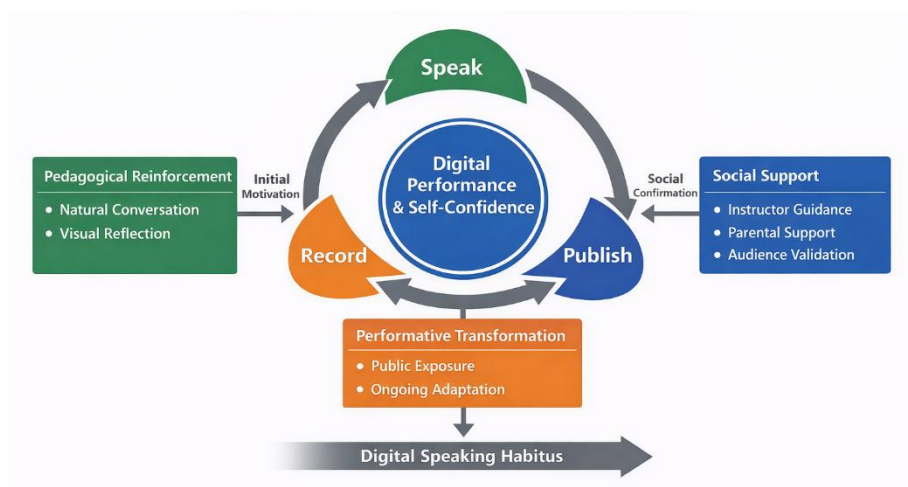 Speak
Digital
Performance
& Self-Confidence
Pedagogical Reinforcement
• Natural Conversation
• Visual Reflection
Initial
Motivation
Record
Publish
Social
Confirmation
Social Support
• Instructor Guidance
• Parental Support
• Audience Validation
Performative Transformation
• Public Exposure
• Ongoing Adaptation
Digital Speaking Habitus